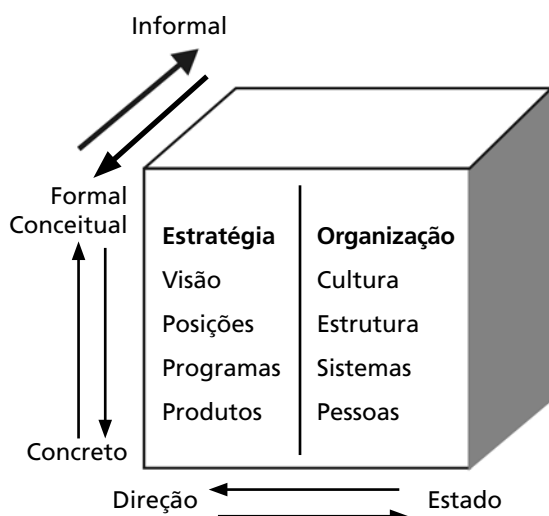 Informal
Formal
Conceitual
Estratégia Organização
Visão Cultura
Posições Estrutura
Programas Sistemas
Produtos Pessoas
Concreto
Direção Estado